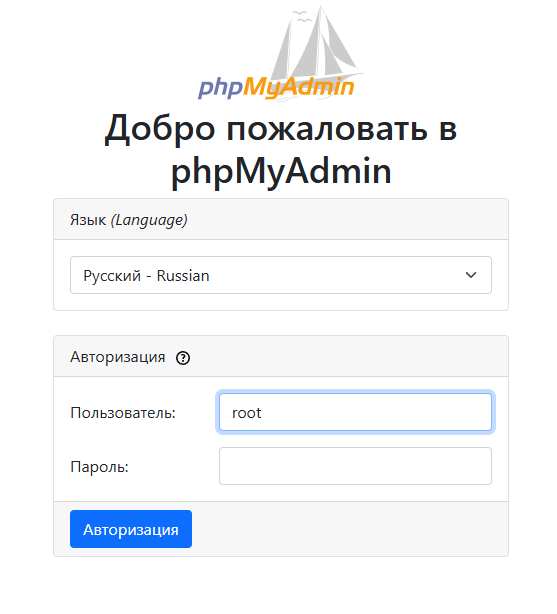 phpMyAdmin
Добро пожаловать в
phpMyAdmin
Язык (Language)
Русский - Russian
Авторизация
Пользователь: root
Пароль:
Авторизация